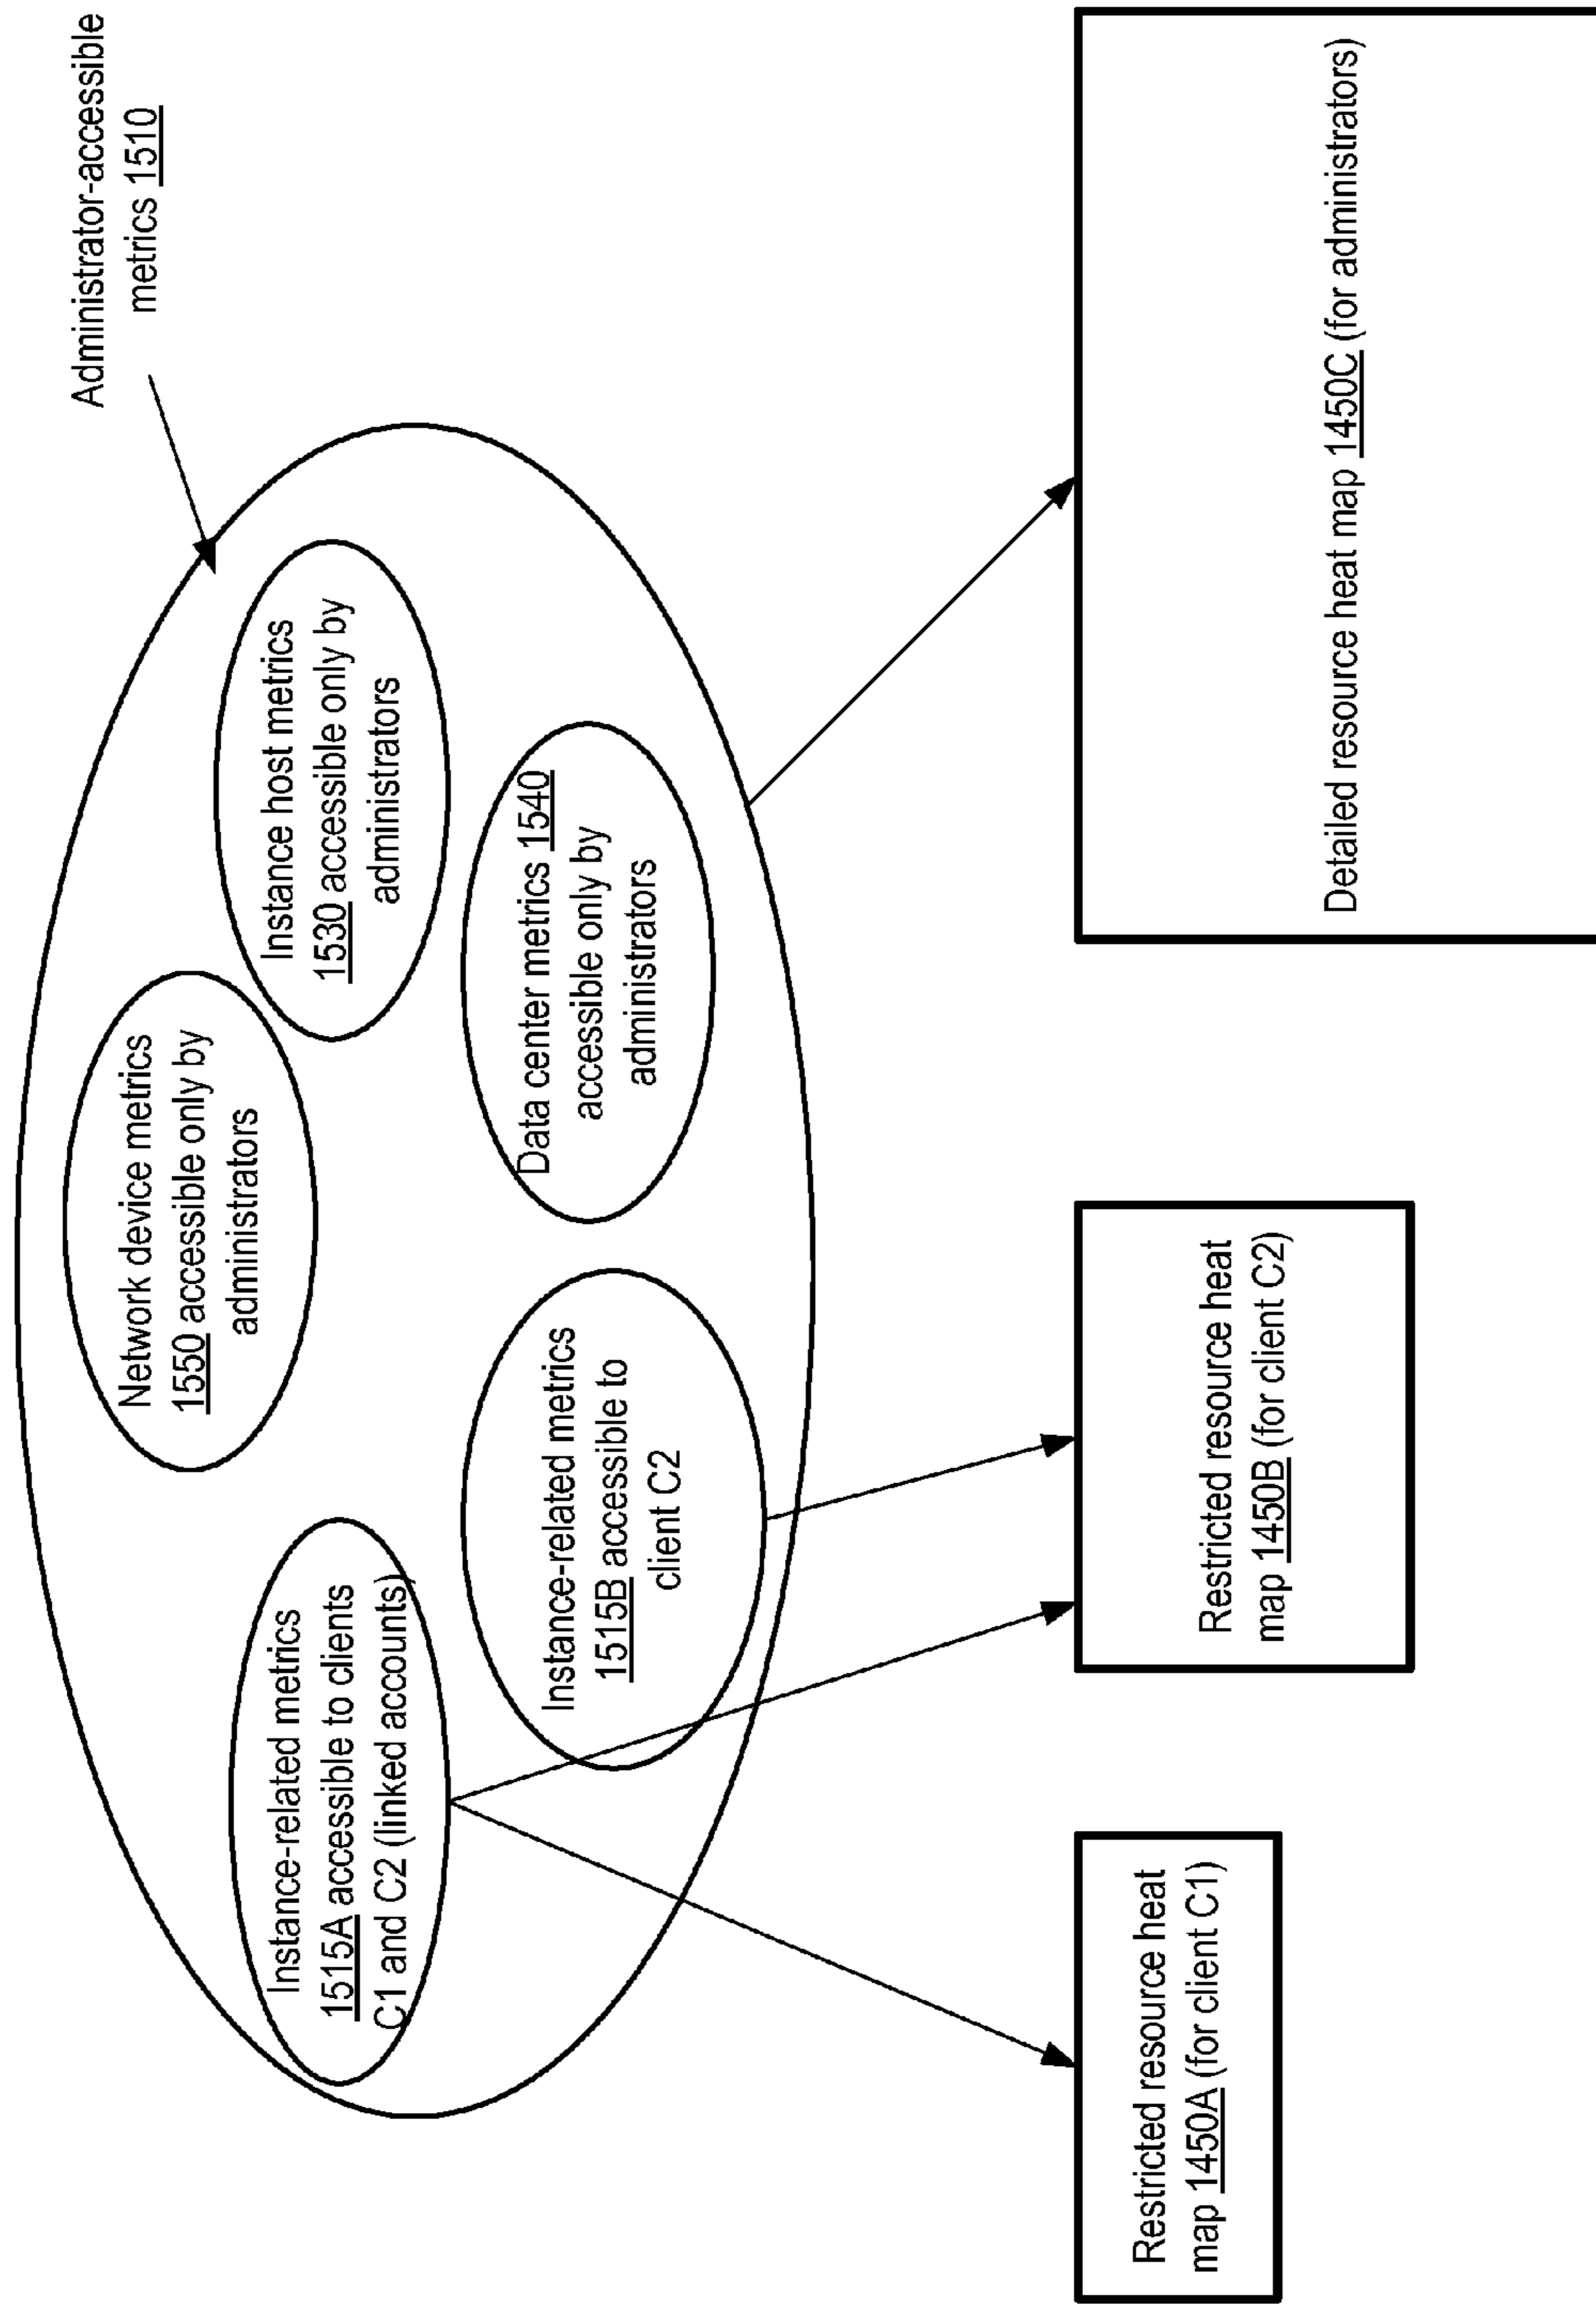 Administrator-accessible
metrics 1510
Network device metrics
1550 accessible only by
administrators
Instance host metrics
1530 accessible only by
administrators
Instance-related metrics
1515A accessible to clients
C1 and C2 (linked accounts)
Instance-related metrics
1515B accessible to
client C2
Data center metrics 1540
accessible only by
administrators
Restricted resource heat
map 1450A (for client C1)
Restricted resource heat
map 1450B (for client C2)
Detailed resource heat map 1450C (for administrators)